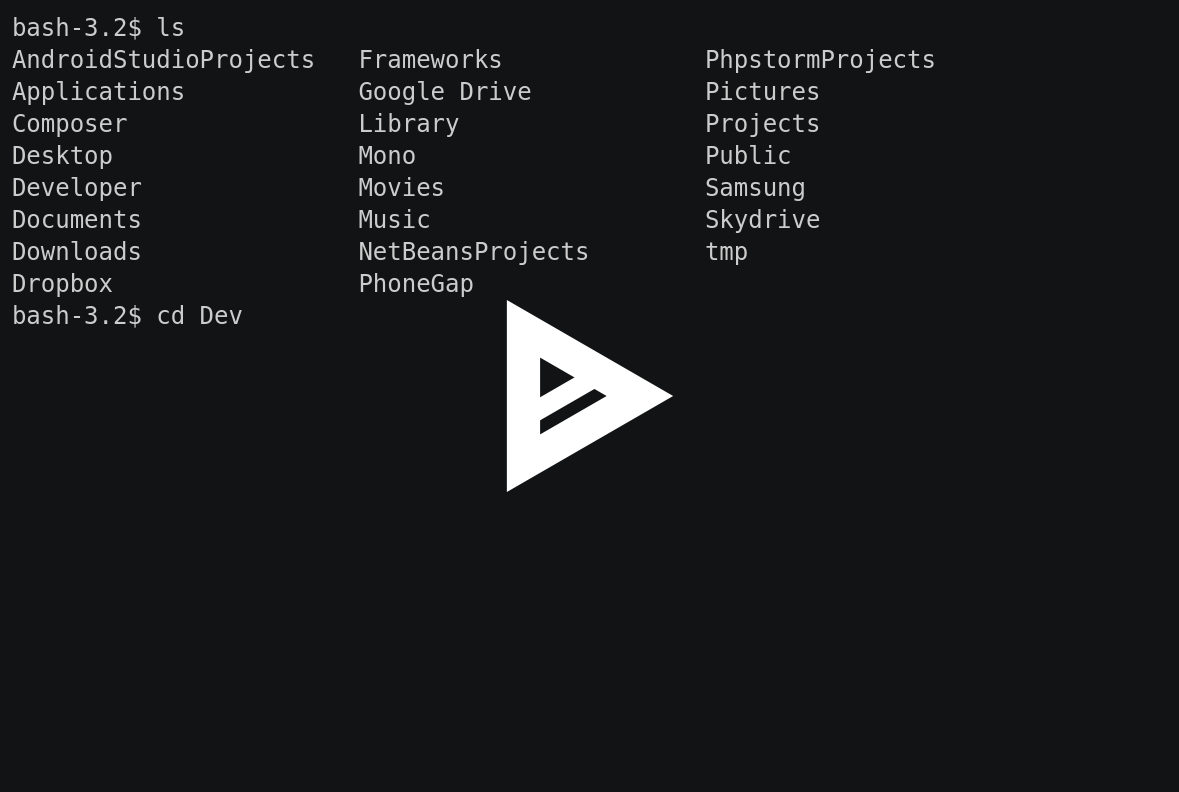 bash-3.2$ ls
AndroidStudioProjects   Frameworks              PhpstormProjects
Applications            Google Drive            Pictures
Composer                Library                 Projects
Desktop                 Mono                    Public
Developer               Movies                  Samsung
Documents               Music                   Skydrive
Downloads               NetBeansProjects        tmp
Dropbox                 PhoneGap
bash-3.2$ cd Dev